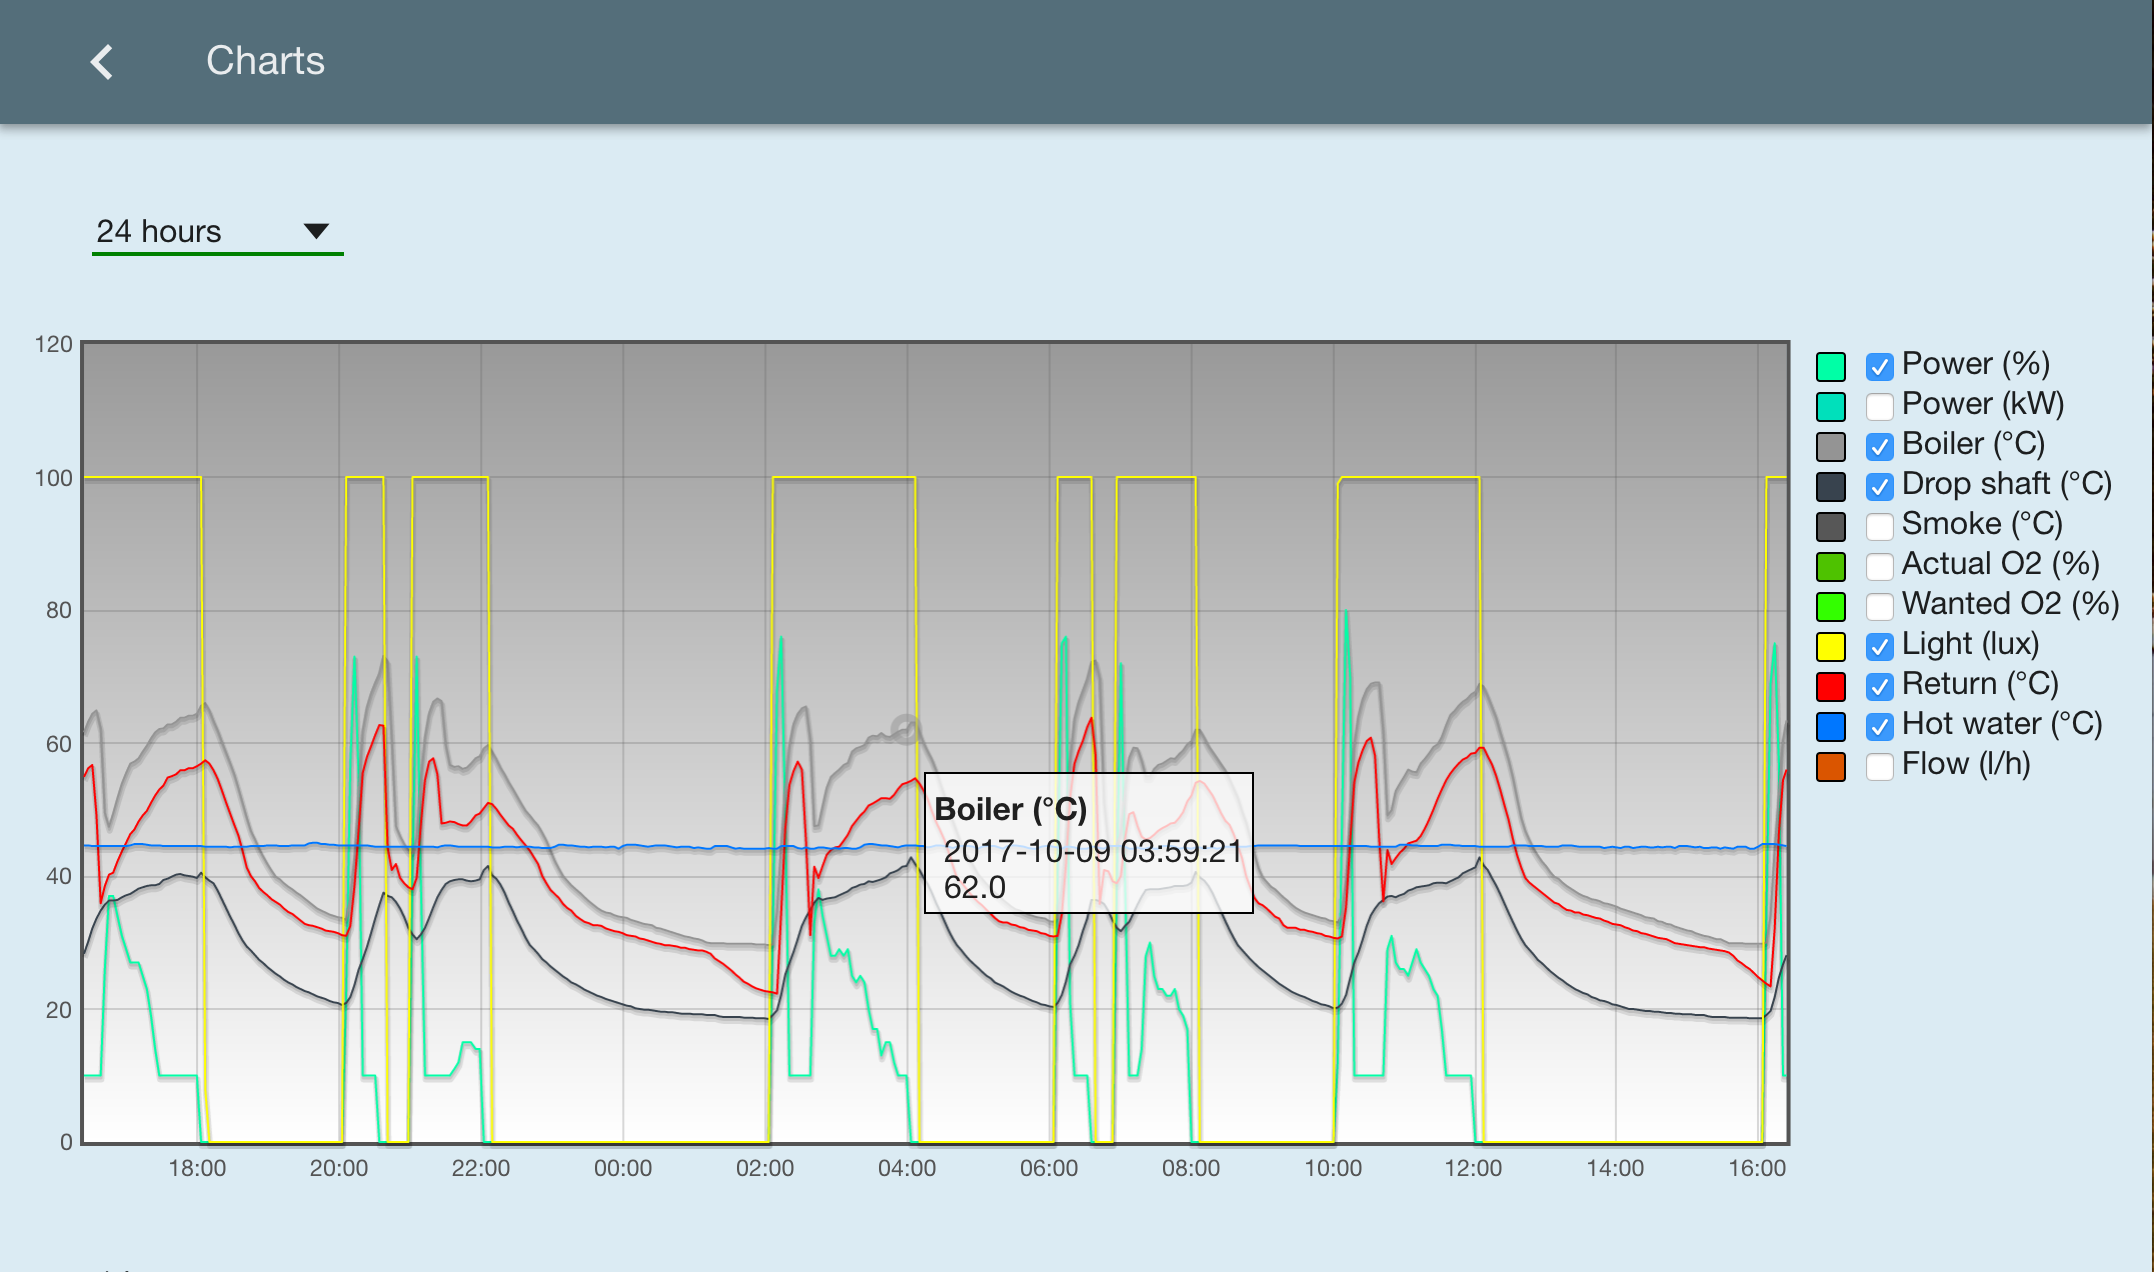 Charts
24 hours
120
100
80
60
40
20
0
18:00 20:00 22:00 00:00 02:00 04:00 06:00 08:00 10:00 12:00 14:00 16:00
Boiler (°C)
2017-10-09 03:59:21
62.0
Power (%)
Power (kW)
Boiler (°C)
Drop shaft (°C)
Smoke (°C)
Actual O2 (%)
Wanted O2 (%)
Light (lux)
Return (°C)
Hot water (°C)
Flow (l/h)